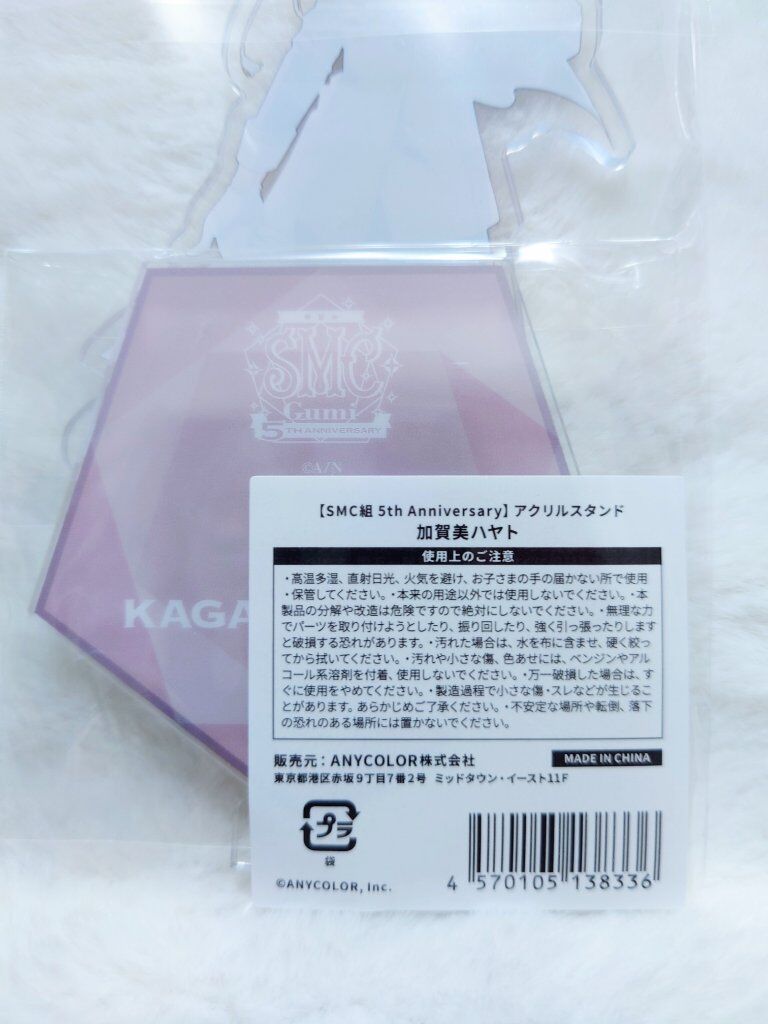 SMC
Gumi
5TH ANNIVERSARY
©A/N
KAGA
【SMC組 5th Anniversary】アクリルスタンド
加賀美ハヤト
使用上のご注意
・高温多湿、直射日光、火気を避け、お子さまの手の届かない所で使用
・保管してください。・本来の用途以外では使用しないでください。・本
製品の分解や改造は危険ですので絶対にしないでください。・無理な力
でパーツを取り付けようとしたり、振り回したり、強く引っ張ったりします
と破損する恐れがあります。・汚れた場合は、水を布に含ませ、硬く絞っ
てから拭いてください。・汚れや小さな傷、色あせには、ベンジンやアル
コール系溶剤を付着、使用しないでください。・万一破損した場合は、す
ぐに使用をやめてください。・製造過程で小さな傷・スレなどが生じるこ
とがあります。あらかじめご了承ください。・不安定な場所や転倒、落下
の恐れのある場所には置かないでください。
販売元：ANYCOLOR株式会社
MADE IN CHINA
東京都港区赤坂9丁目7番2号 ミッドタウン・イースト11F
プラ
袋
©ANYCOLOR, Inc.
4 570105 138336